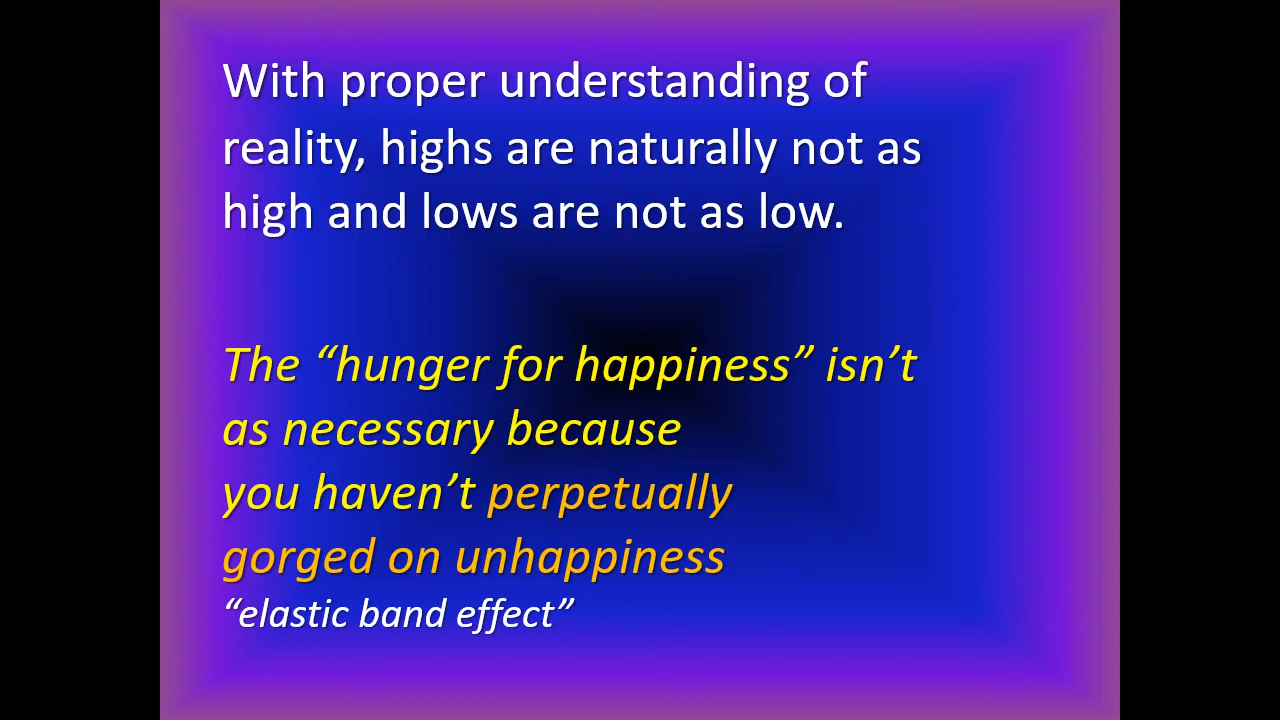 With proper understanding of
reality, highs are naturally not as
high and lows are not as low.
The “hunger for happiness” isn’t
as necessary because
you haven’t perpetually
gorged on unhappiness
“elastic band effect”